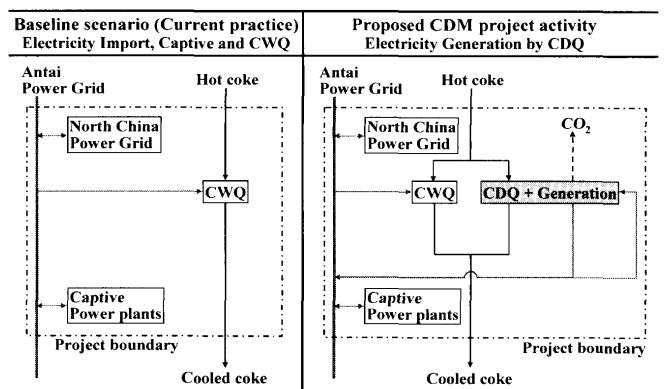 Baseline scenario (Current practice)
Electricity Import, Captive and CWQ
Antai
Power Grid
Hot coke
North China
Power Grid
CWQ
Captive
Power plants
Project boundary
Cooled coke
Proposed CDM project activity
Electricity Generation by CDQ
Antai
Power Grid
Hot coke
CO2
North China
Power Grid
CWQ
CDQ + Generation
Captive
Power plants
Project boundary
Cooled coke